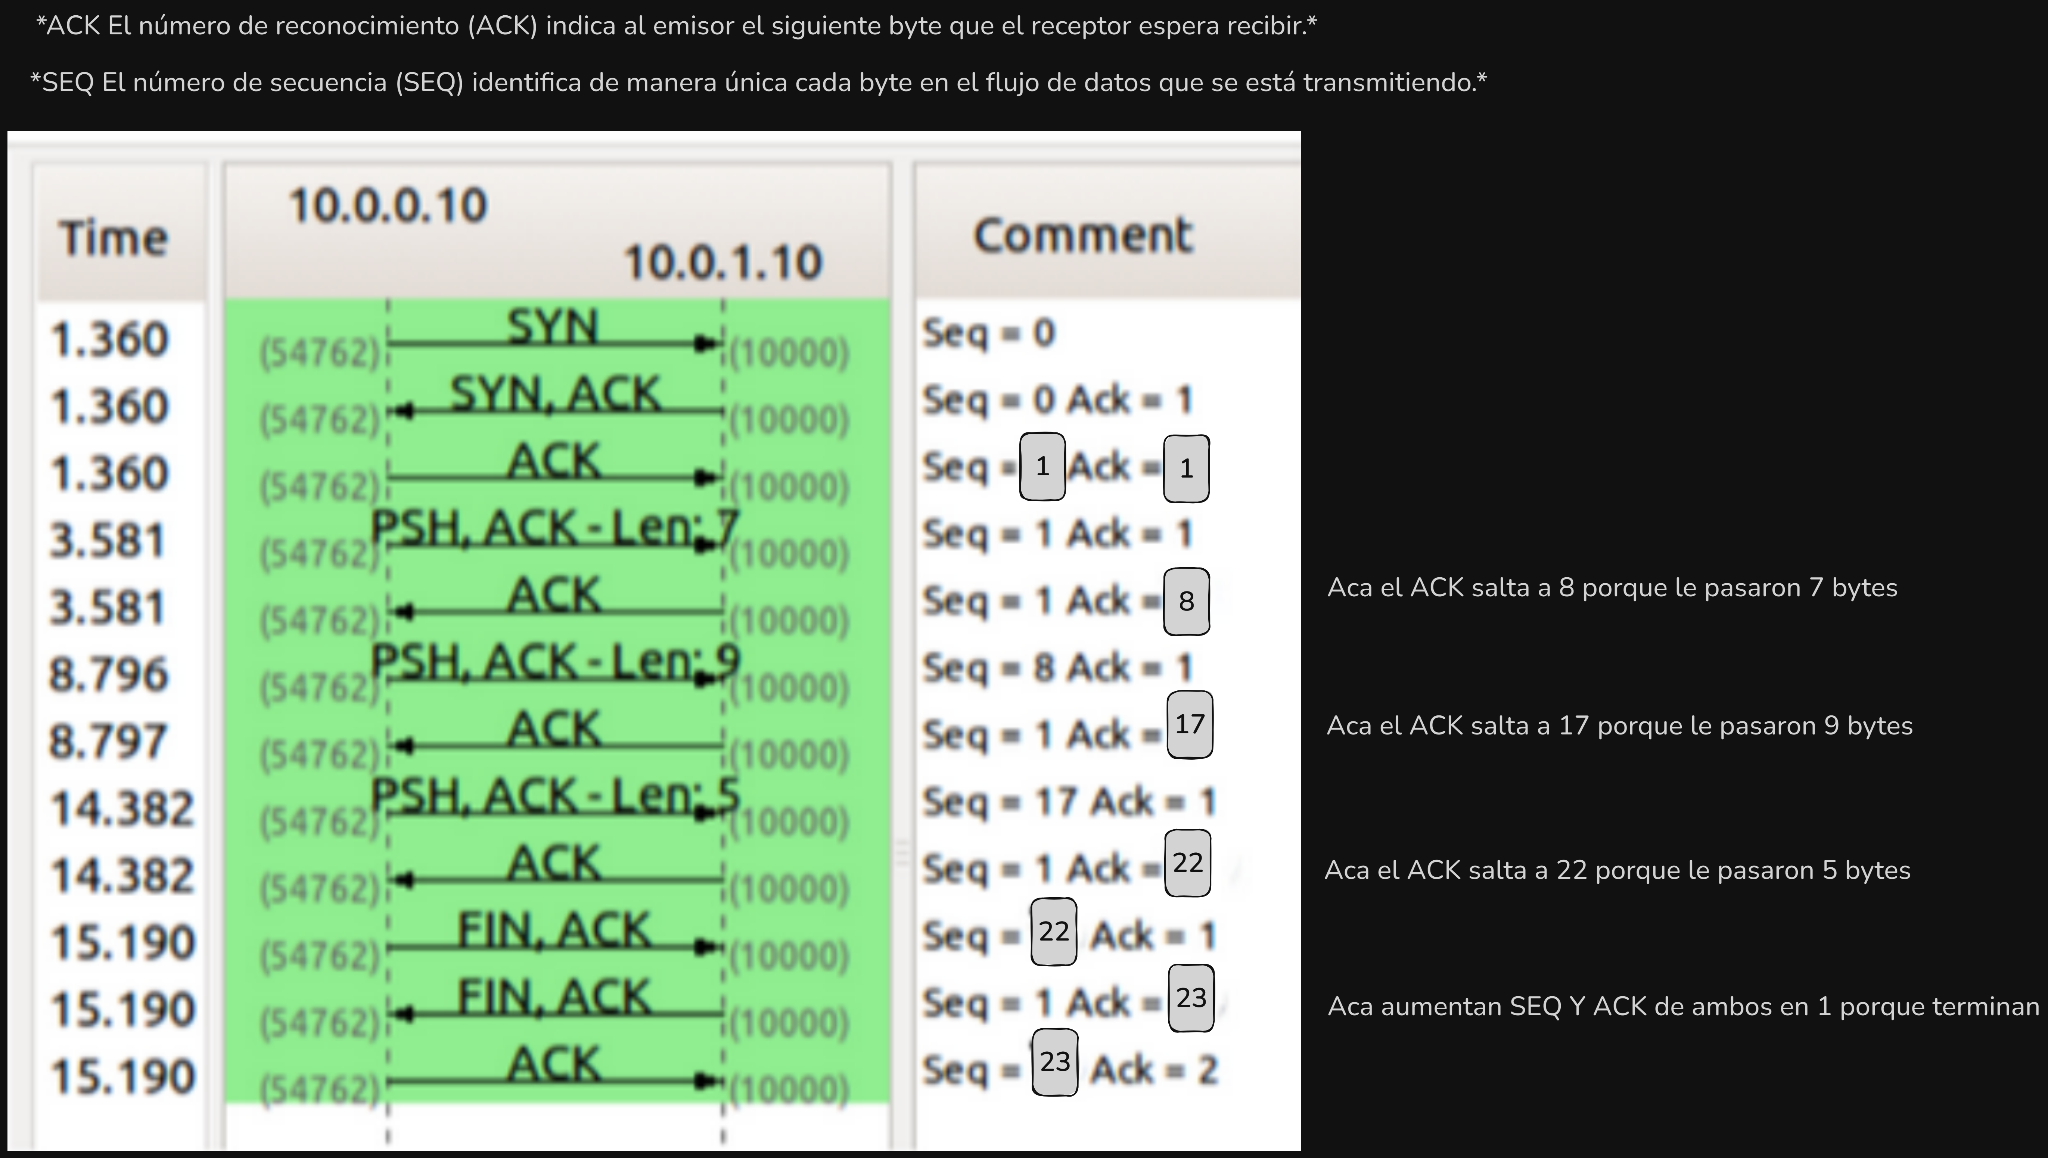 *ACK El número de reconocimiento (ACK) indica al emisor el siguiente byte que el receptor espera recibir.*
*SEQ El número de secuencia (SEQ) identifica de manera única cada byte en el flujo de datos que se está transmitiendo.*
Time 10.0.0.10 10.0.1.10 Comment
1.360 (54762) SYN (10000) Seq = 0
1.360 (54762) SYN, ACK (10000) Seq = 0 Ack = 1
1.360 (54762) ACK (10000) Seq = 1 Ack = 1
3.581 (54762) PSH, ACK - Len: 7 (10000) Seq = 1 Ack = 1
3.581 (54762) ACK (10000) Seq = 1 Ack = 8 Aca el ACK salta a 8 porque le pasaron 7 bytes
8.796 (54762) PSH, ACK - Len: 9 (10000) Seq = 8 Ack = 1
8.797 (54762) ACK (10000) Seq = 1 Ack = 17 Aca el ACK salta a 17 porque le pasaron 9 bytes
14.382 (54762) PSH, ACK - Len: 5 (10000) Seq = 17 Ack = 1
14.382 (54762) ACK (10000) Seq = 1 Ack = 22 Aca el ACK salta a 22 porque le pasaron 5 bytes
15.190 (54762) FIN, ACK (10000) Seq = 22 Ack = 1
15.190 (54762) FIN, ACK (10000) Seq = 1 Ack = 23 Aca aumentan SEQ Y ACK de ambos en 1 porque terminan
15.190 (54762) ACK (10000) Seq = 23 Ack = 2